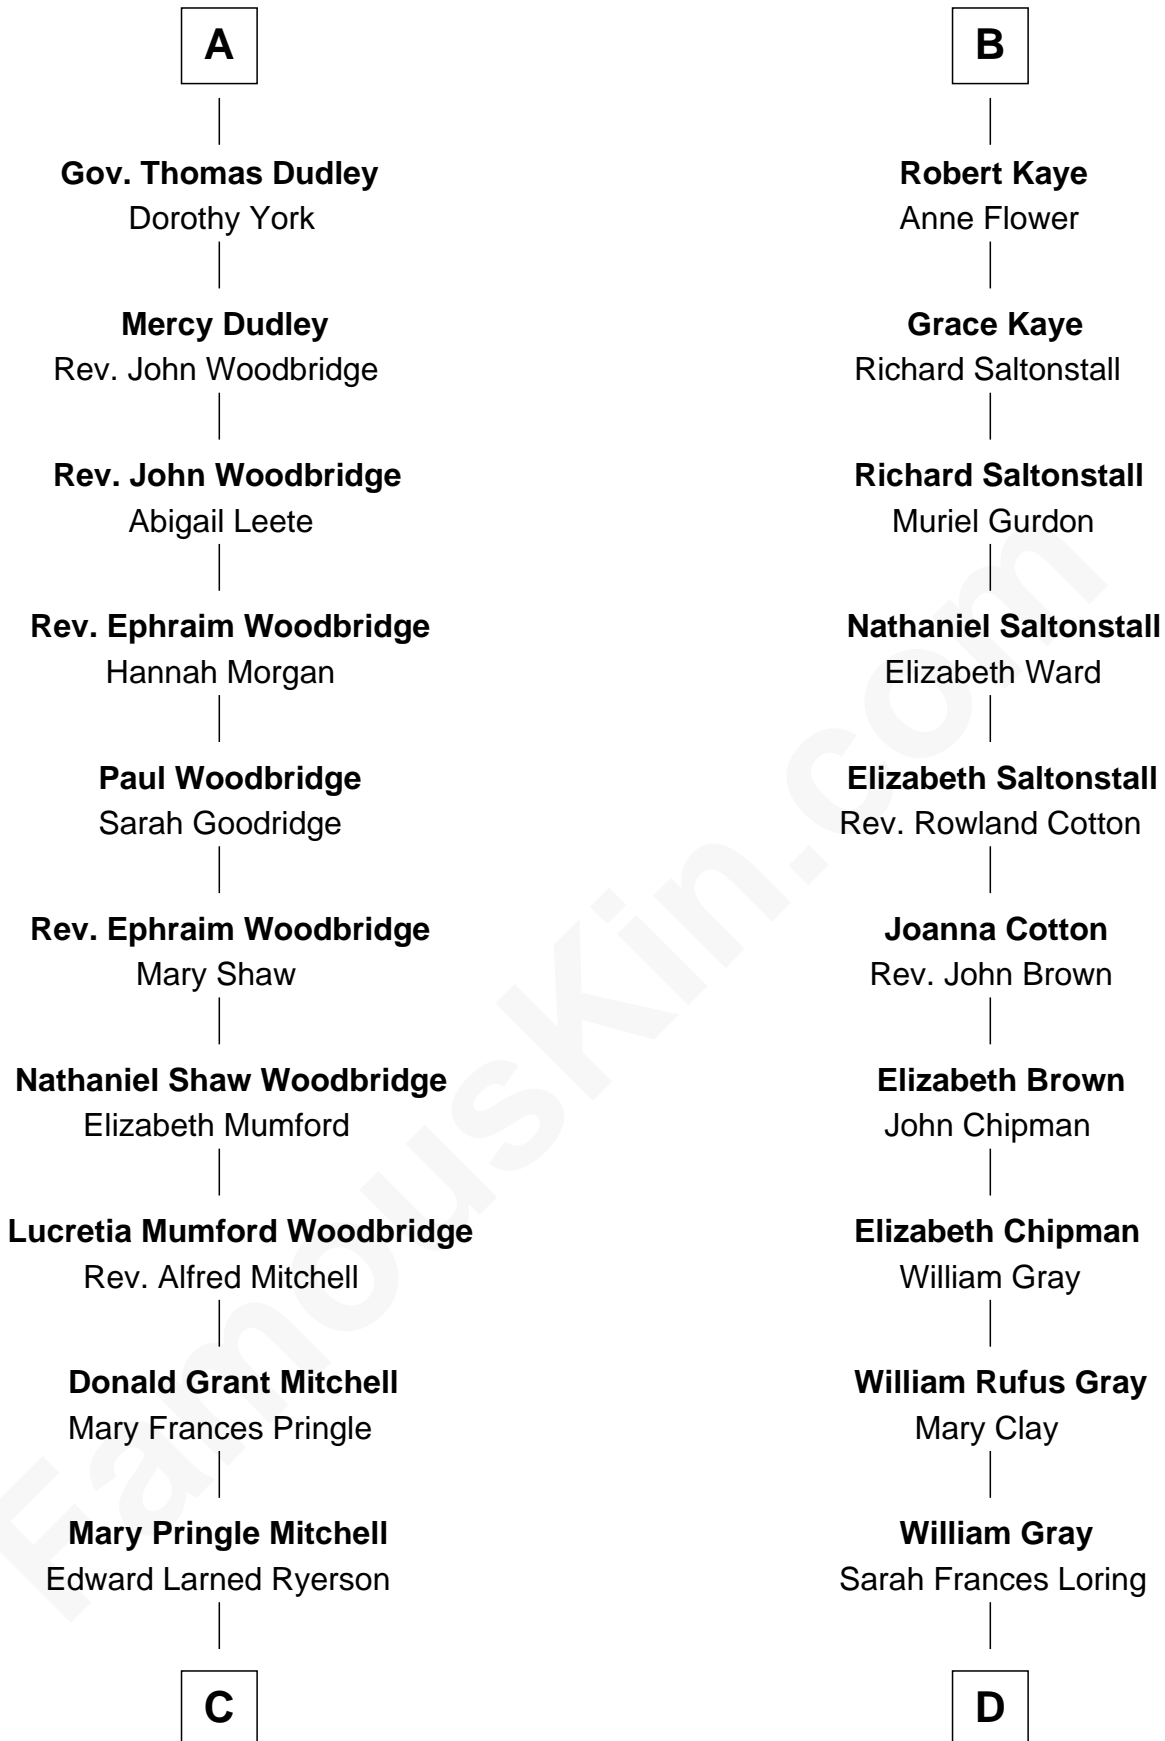 A
Gov. Thomas Dudley
Dorothy York
Mercy Dudley
Rev. John Woodbridge
Rev. John Woodbridge
Abigail Leete
Rev. Ephraim Woodbridge
Hannah Morgan
Paul Woodbridge
Sarah Goodridge
Rev. Ephraim Woodbridge
Mary Shaw
Nathaniel Shaw Woodbridge
Elizabeth Mumford
Lucretia Mumford Woodbridge
Rev. Alfred Mitchell
Donald Grant Mitchell
Mary Frances Pringle
Mary Pringle Mitchell
Edward Larned Ryerson
C
B
Robert Kaye
Anne Flower
Grace Kaye
Richard Saltonstall
Richard Saltonstall
Muriel Gurdon
Nathaniel Saltonstall
Elizabeth Ward
Elizabeth Saltonstall
Rev. Rowland Cotton
Joanna Cotton
Rev. John Brown
Elizabeth Brown
John Chipman
Elizabeth Chipman
William Gray
William Rufus Gray
Mary Clay
William Gray
Sarah Frances Loring
D
FamousKin.com